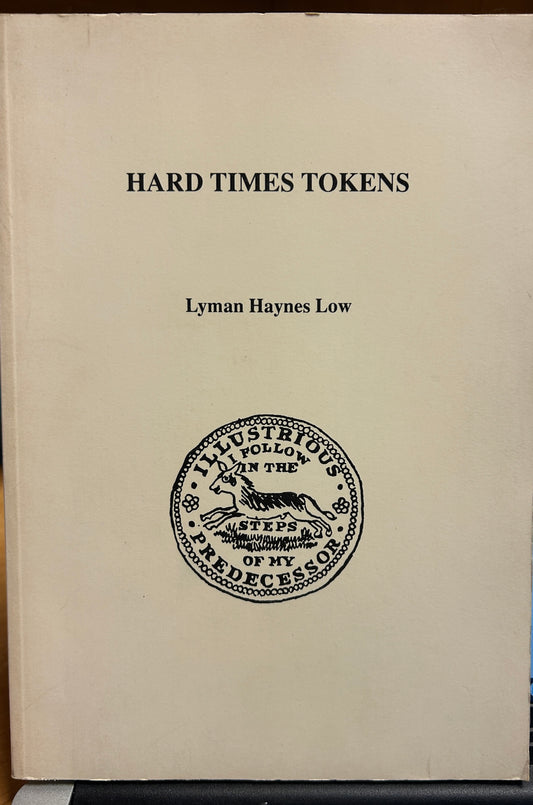 HARD TIMES TOKENS
Lyman Haynes Low
ILLUSTRIOUS
I FOLLOW
IN THE
STEPS
OF MY
PREDECESSOR